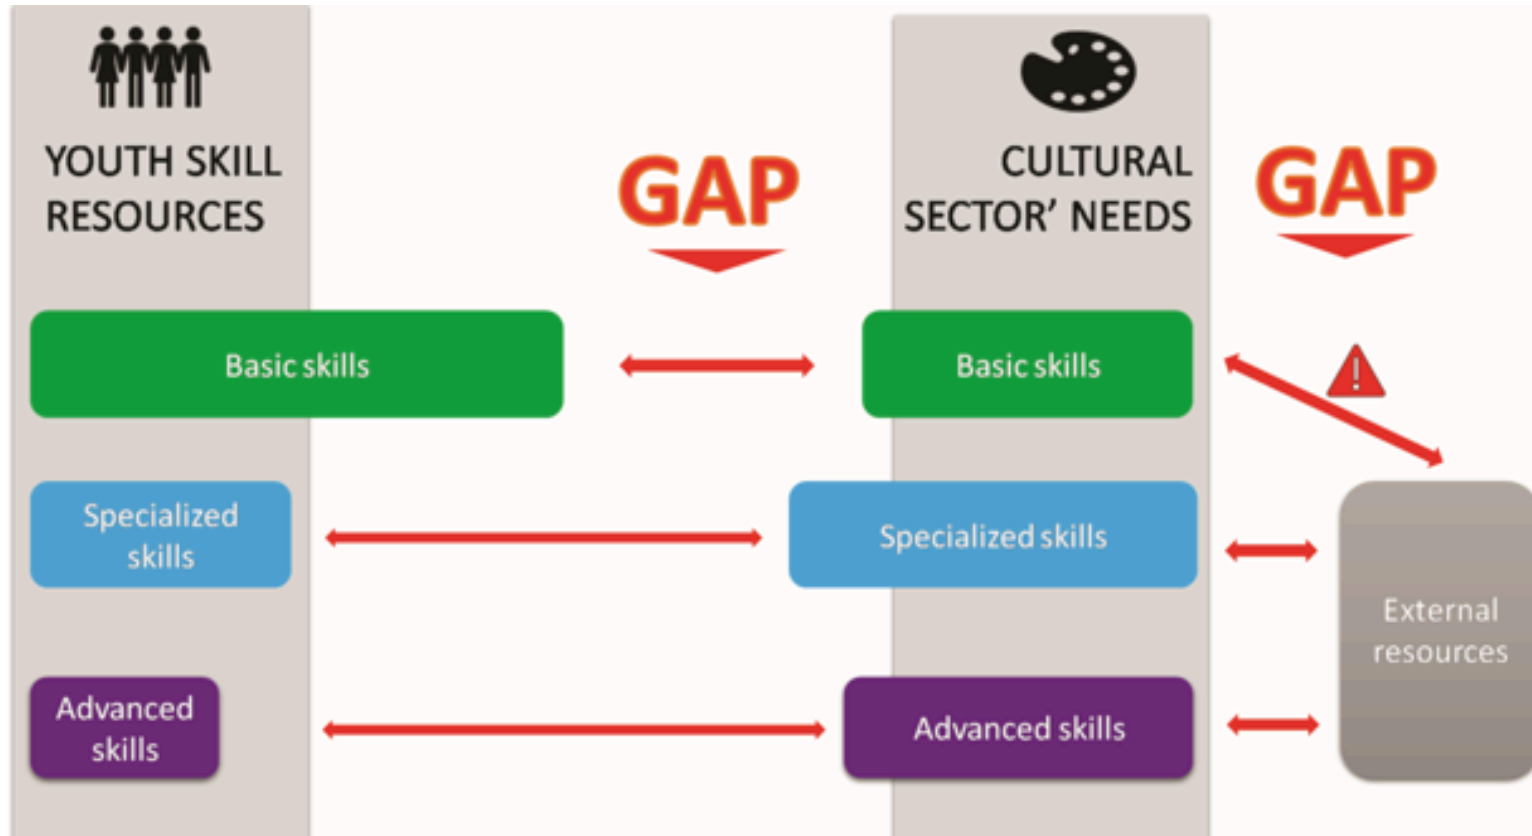 YOUTH SKILL
RESOURCES
GAP
CULTURAL
SECTOR' NEEDS
GAP
Basic skills
Basic skills
Specialized
skills
Specialized skills
External
resources
Advanced
skills
Advanced skills